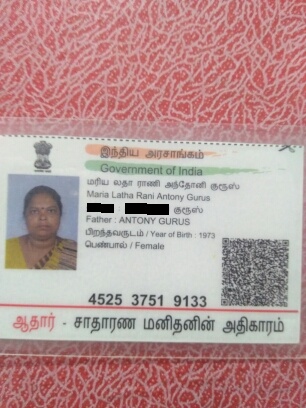 இந்திய அரசாங்கம்
Government of India
மரிய லதா ராணி அந்தோனி குரூஸ்
Maria Latha Rani Antony Gurus
குரூஸ்
Father : ANTONY GURUS
பிறந்தவருடம் / Year of Birth : 1973
பெண்பால் / Female
4525 3751 9133
ஆதார் - சாதாரண மனிதனின் அதிகாரம்